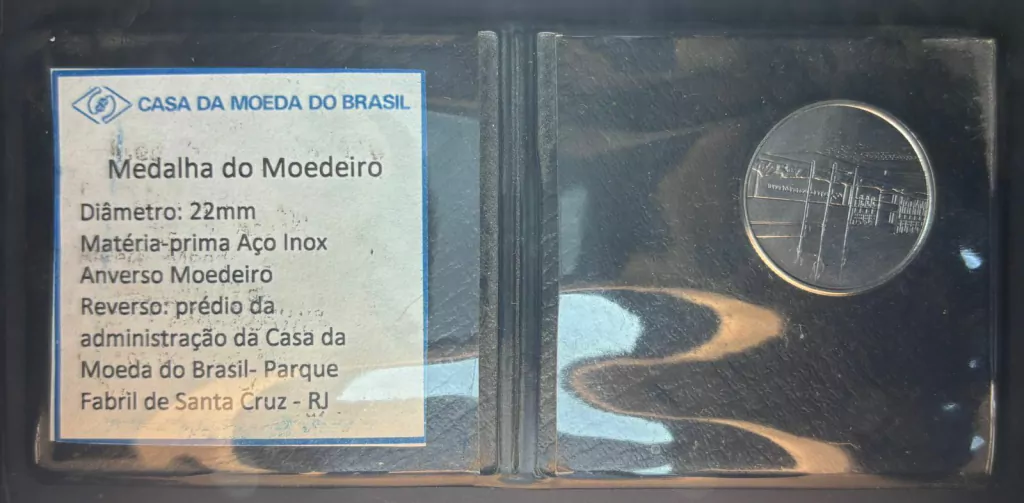 CASA DA MOEDA DO BRASIL
Medalha do Moedeiro
Diâmetro: 22mm
Matéria-prima Aço Inox
Anverso Moedeiro
Reverso: prédio da
administração da Casa da
Moeda do Brasil- Parque
Fabril de Santa Cruz - RJ